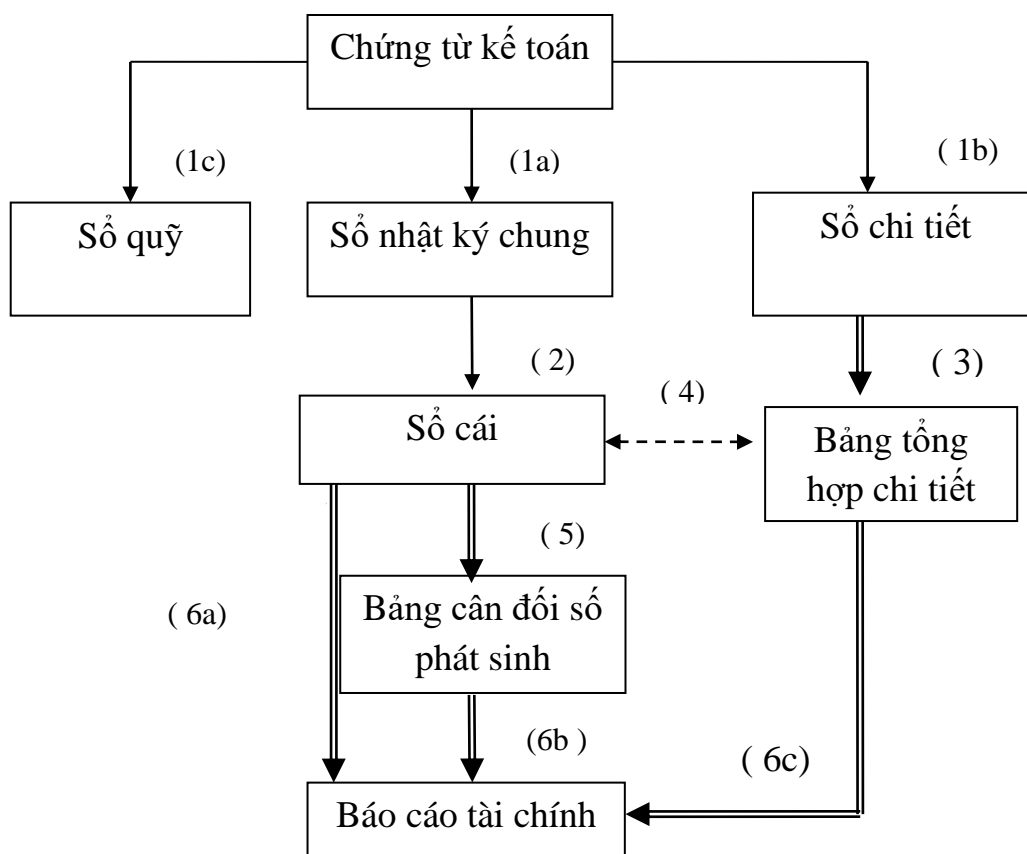 Chứng từ kế toán
(1c)
(1a)
( 1b)
Sổ quỹ
Sổ nhật ký chung
Sổ chi tiết
( 2)
( 3)
( 4)
Sổ cái
Bảng tổng
hợp chi tiết
( 5)
( 6a)
Bảng cân đối số
phát sinh
(6b )
( 6c)
Báo cáo tài chính